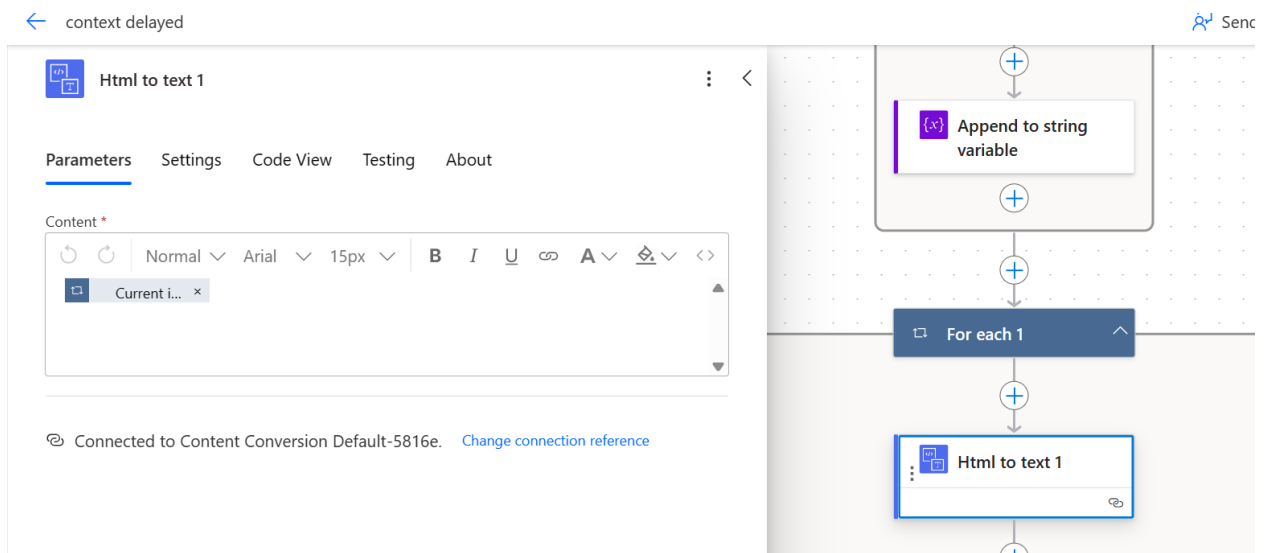 context delayed
Send
Html to text 1
Parameters Settings Code View Testing About
Content *
Normal Arial 15px B I U A
Current i... ×
Connected to Content Conversion Default-5816e. Change connection reference
{x} Append to string
variable
For each 1
Html to text 1